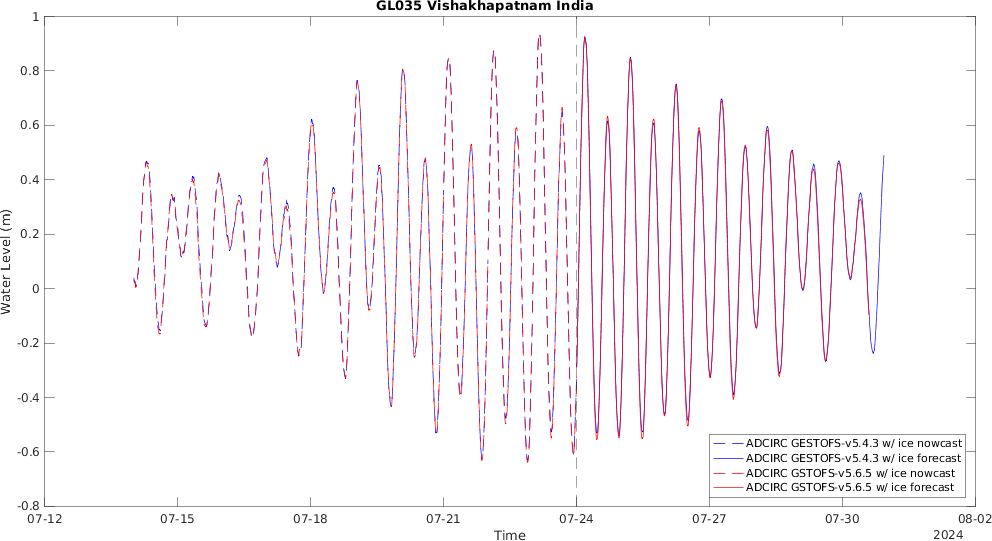 GL035 Vishakhapatnam India
1
0.8
0.6
0.4
0.2
0
-0.2
-0.4
-0.6
-0.8
Water Level (m)
ADCIRC GESTOFS-v5.4.3 w/ ice nowcast
ADCIRC GESTOFS-v5.4.3 w/ ice forecast
ADCIRC GSTOFS-v5.6.5 w/ ice nowcast
ADCIRC GSTOFS-v5.6.5 w/ ice forecast
07-12 07-15 07-18 07-21 07-24 07-27 07-30 08-02
Time
2024